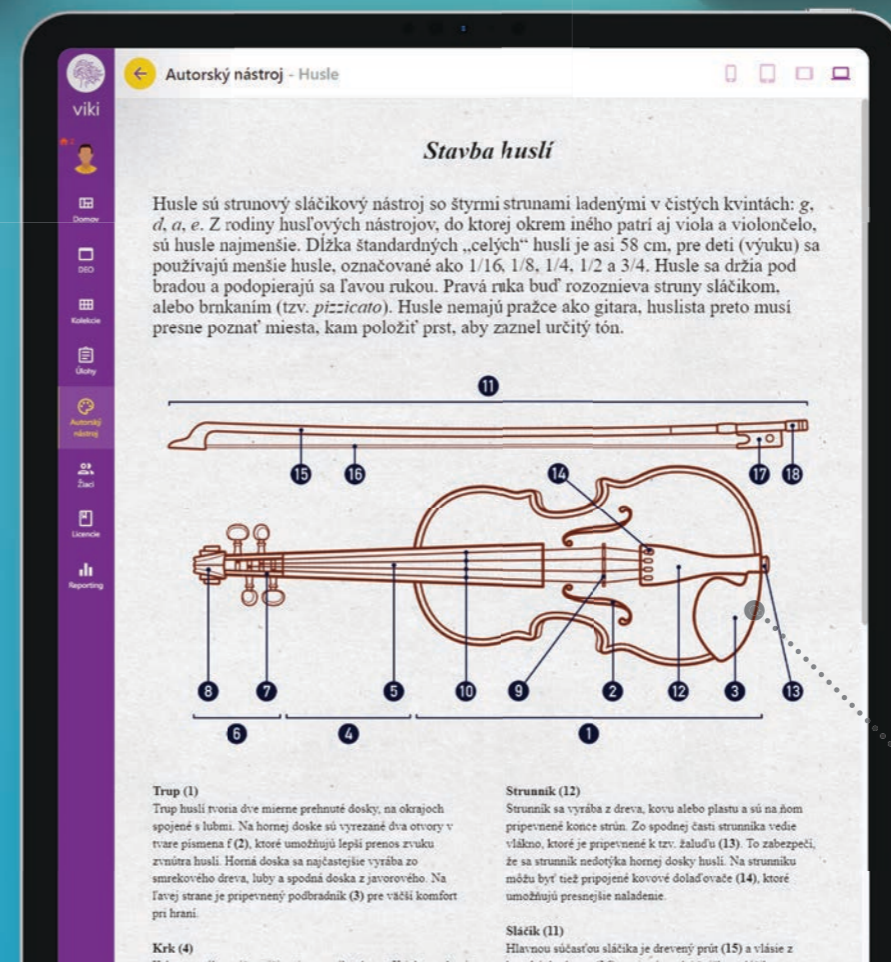 viki
Autorský nástroj - Husle
Domov
DEO
Kolekcie
Úlohy
Autorský
nástroj
Žiaci
Licencie
Reporting
Stavba huslí
Husle sú strunový sláčikový nástroj so štyrmi strunami ladenými v čistých kvintách: g,
d, a, e. Z rodiny husľových nástrojov, do ktorej okrem iného patrí aj viola a violončelo,
sú husle najmenšie. Dĺžka štandardných „celých“ huslí je asi 58 cm, pre deti (výuku) sa
používajú menšie husle, označované ako 1/16, 1/8, 1/4, 1/2 a 3/4. Husle sa držia pod
bradou a podopierajú sa ľavou rukou. Pravá ruka buď rozoznieva struny sláčikom,
alebo brnkaním (tzv. pizzicato). Husle nemajú pražce ako gitara, huslista preto musí
presne poznať miesta, kam položiť prst, aby zaznel určitý tón.
11
15 16 14 17 18
8 7 5 10 9 2 12 3 13
6 4 1
Trup (1)
Trup huslí tvoria dve mierne prehnuté dosky, na okrajoch
spojené s lubmi. Na hornej doske sú vyrezané dva otvory v
tvare písmena f (2), ktoré umožňujú lepší prenos zvuku
zvnútra huslí. Horná doska sa najčastejšie vyrába zo
smrekového dreva, luby a spodná doska z javorového. Na
ľavej strane je pripevnený podbradník (3) pre väčší komfort
pri hraní.
Krk (4)
Strunník (12)
Strunník sa vyrába z dreva, kovu alebo plastu a sú na ňom
pripevnené konce strún. Zo spodnej časti strunníka vedie
vlákno, ktoré je pripevnené k tzv. žaluďu (13). To zabezpečí,
že sa strunník nedotýka hornej dosky huslí. Na strunníku
môžu byť tiež pripojené kovové dolaďovače (14), ktoré
umožňujú presnejšie naladenie.
Sláčik (11)
Hlavnou súčasťou sláčika je drevený prút (15) a vlásie z